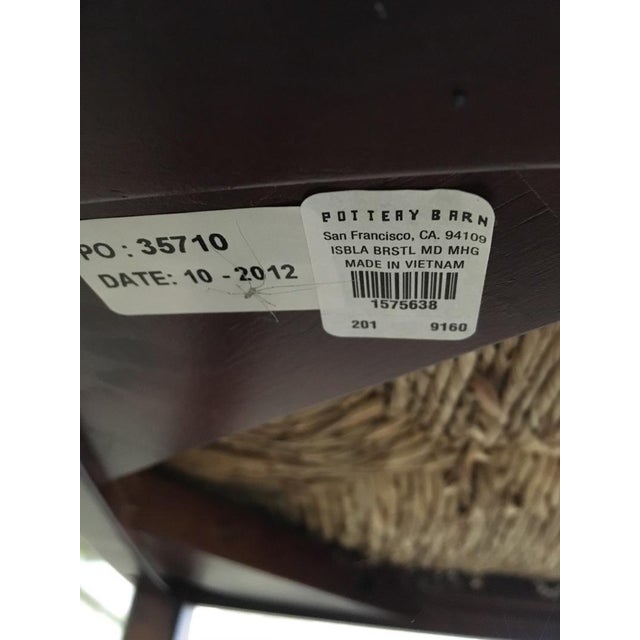 PO : 35710
DATE: 10 - 2012
POTTERY BARN
San Francisco, CA. 94109
ISBLA BRSTL MD MHG
MADE IN VIETNAM
1575638
201 9160